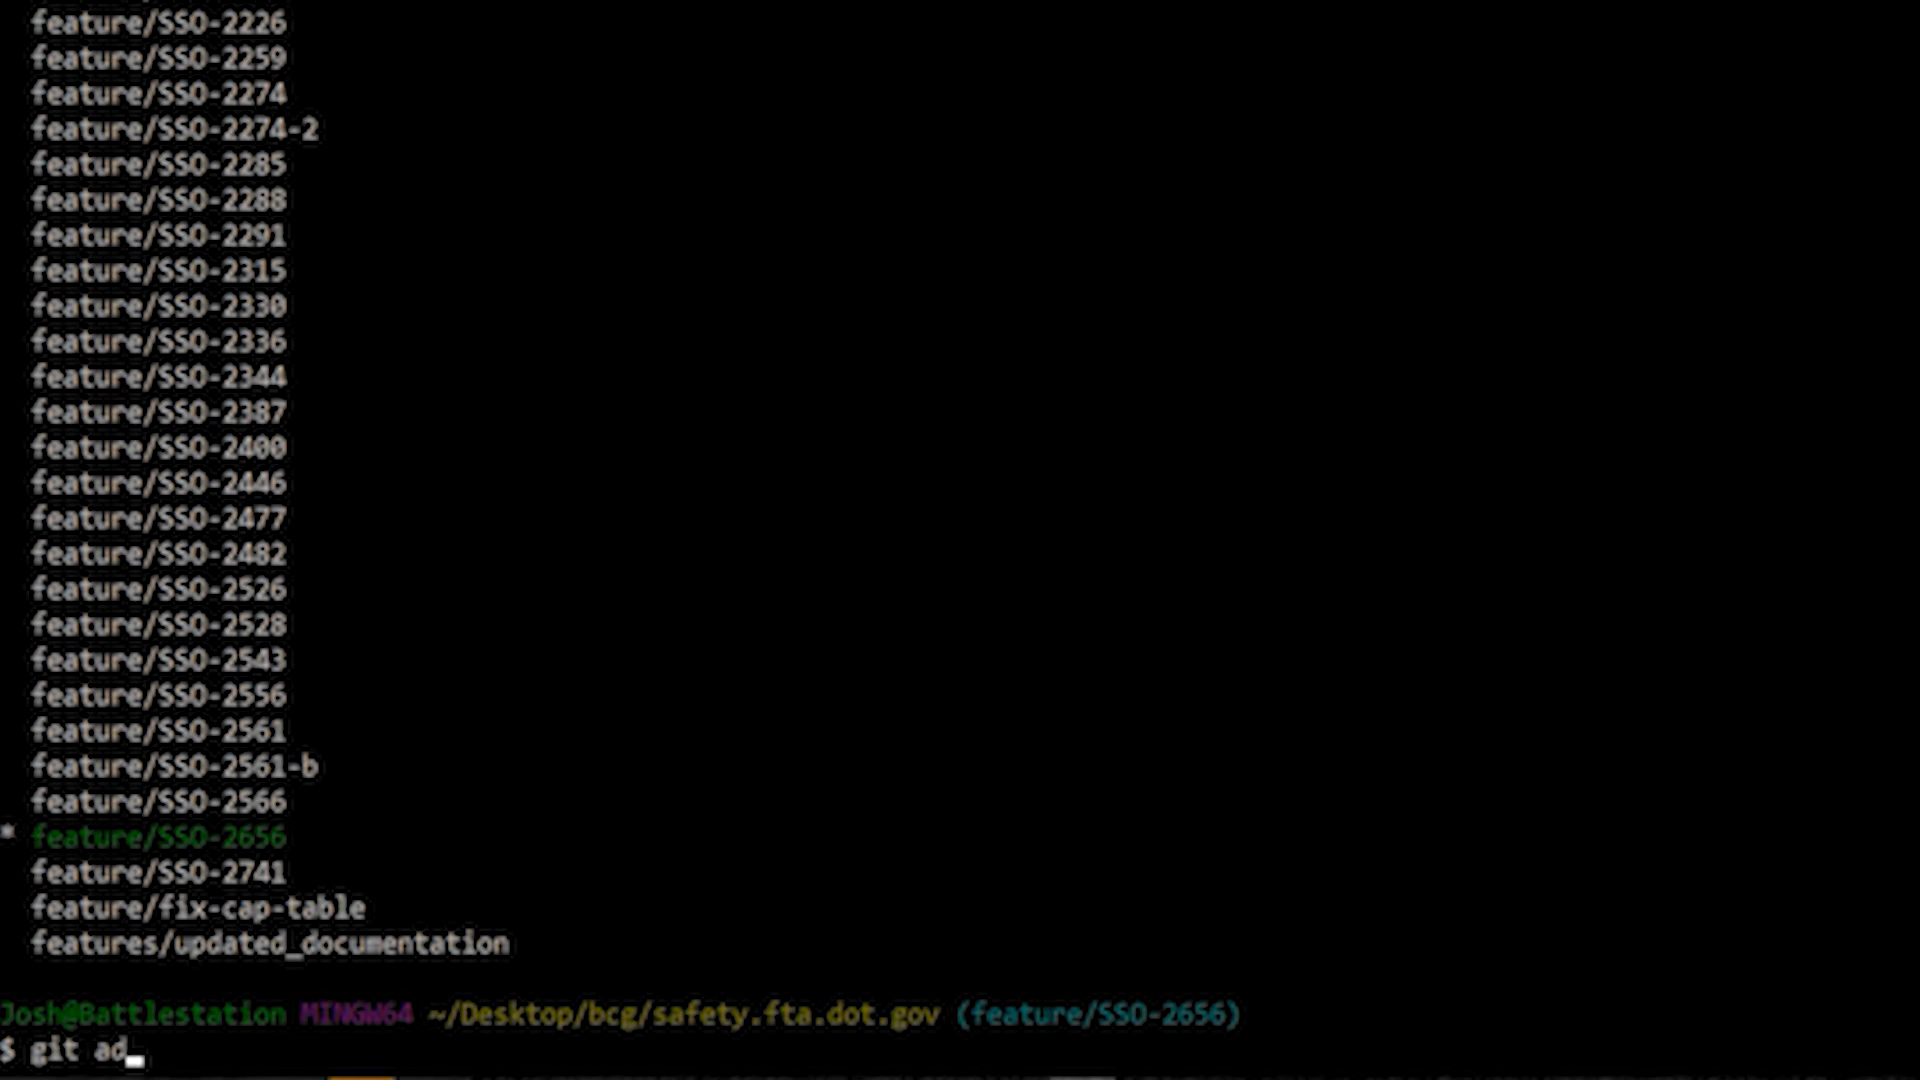 feature/SSO-2226
feature/SSO-2259
feature/SSO-2274
feature/SSO-2274-2
feature/SSO-2285
feature/SSO-2288
feature/SSO-2291
feature/SSO-2315
feature/SSO-2330
feature/SSO-2336
feature/SSO-2344
feature/SSO-2387
feature/SSO-2400
feature/SSO-2446
feature/SSO-2477
feature/SSO-2482
feature/SSO-2526
feature/SSO-2528
feature/SSO-2543
feature/SSO-2556
feature/SSO-2561
feature/SSO-2561-b
feature/SSO-2566
* feature/SSO-2656
feature/SSO-2741
feature/fix-cap-table
features/updated_documentation
Josh@Battlestation MINGW64 ~/Desktop/bcg/safety.fta.dot.gov (feature/SSO-2656)
$ git ad